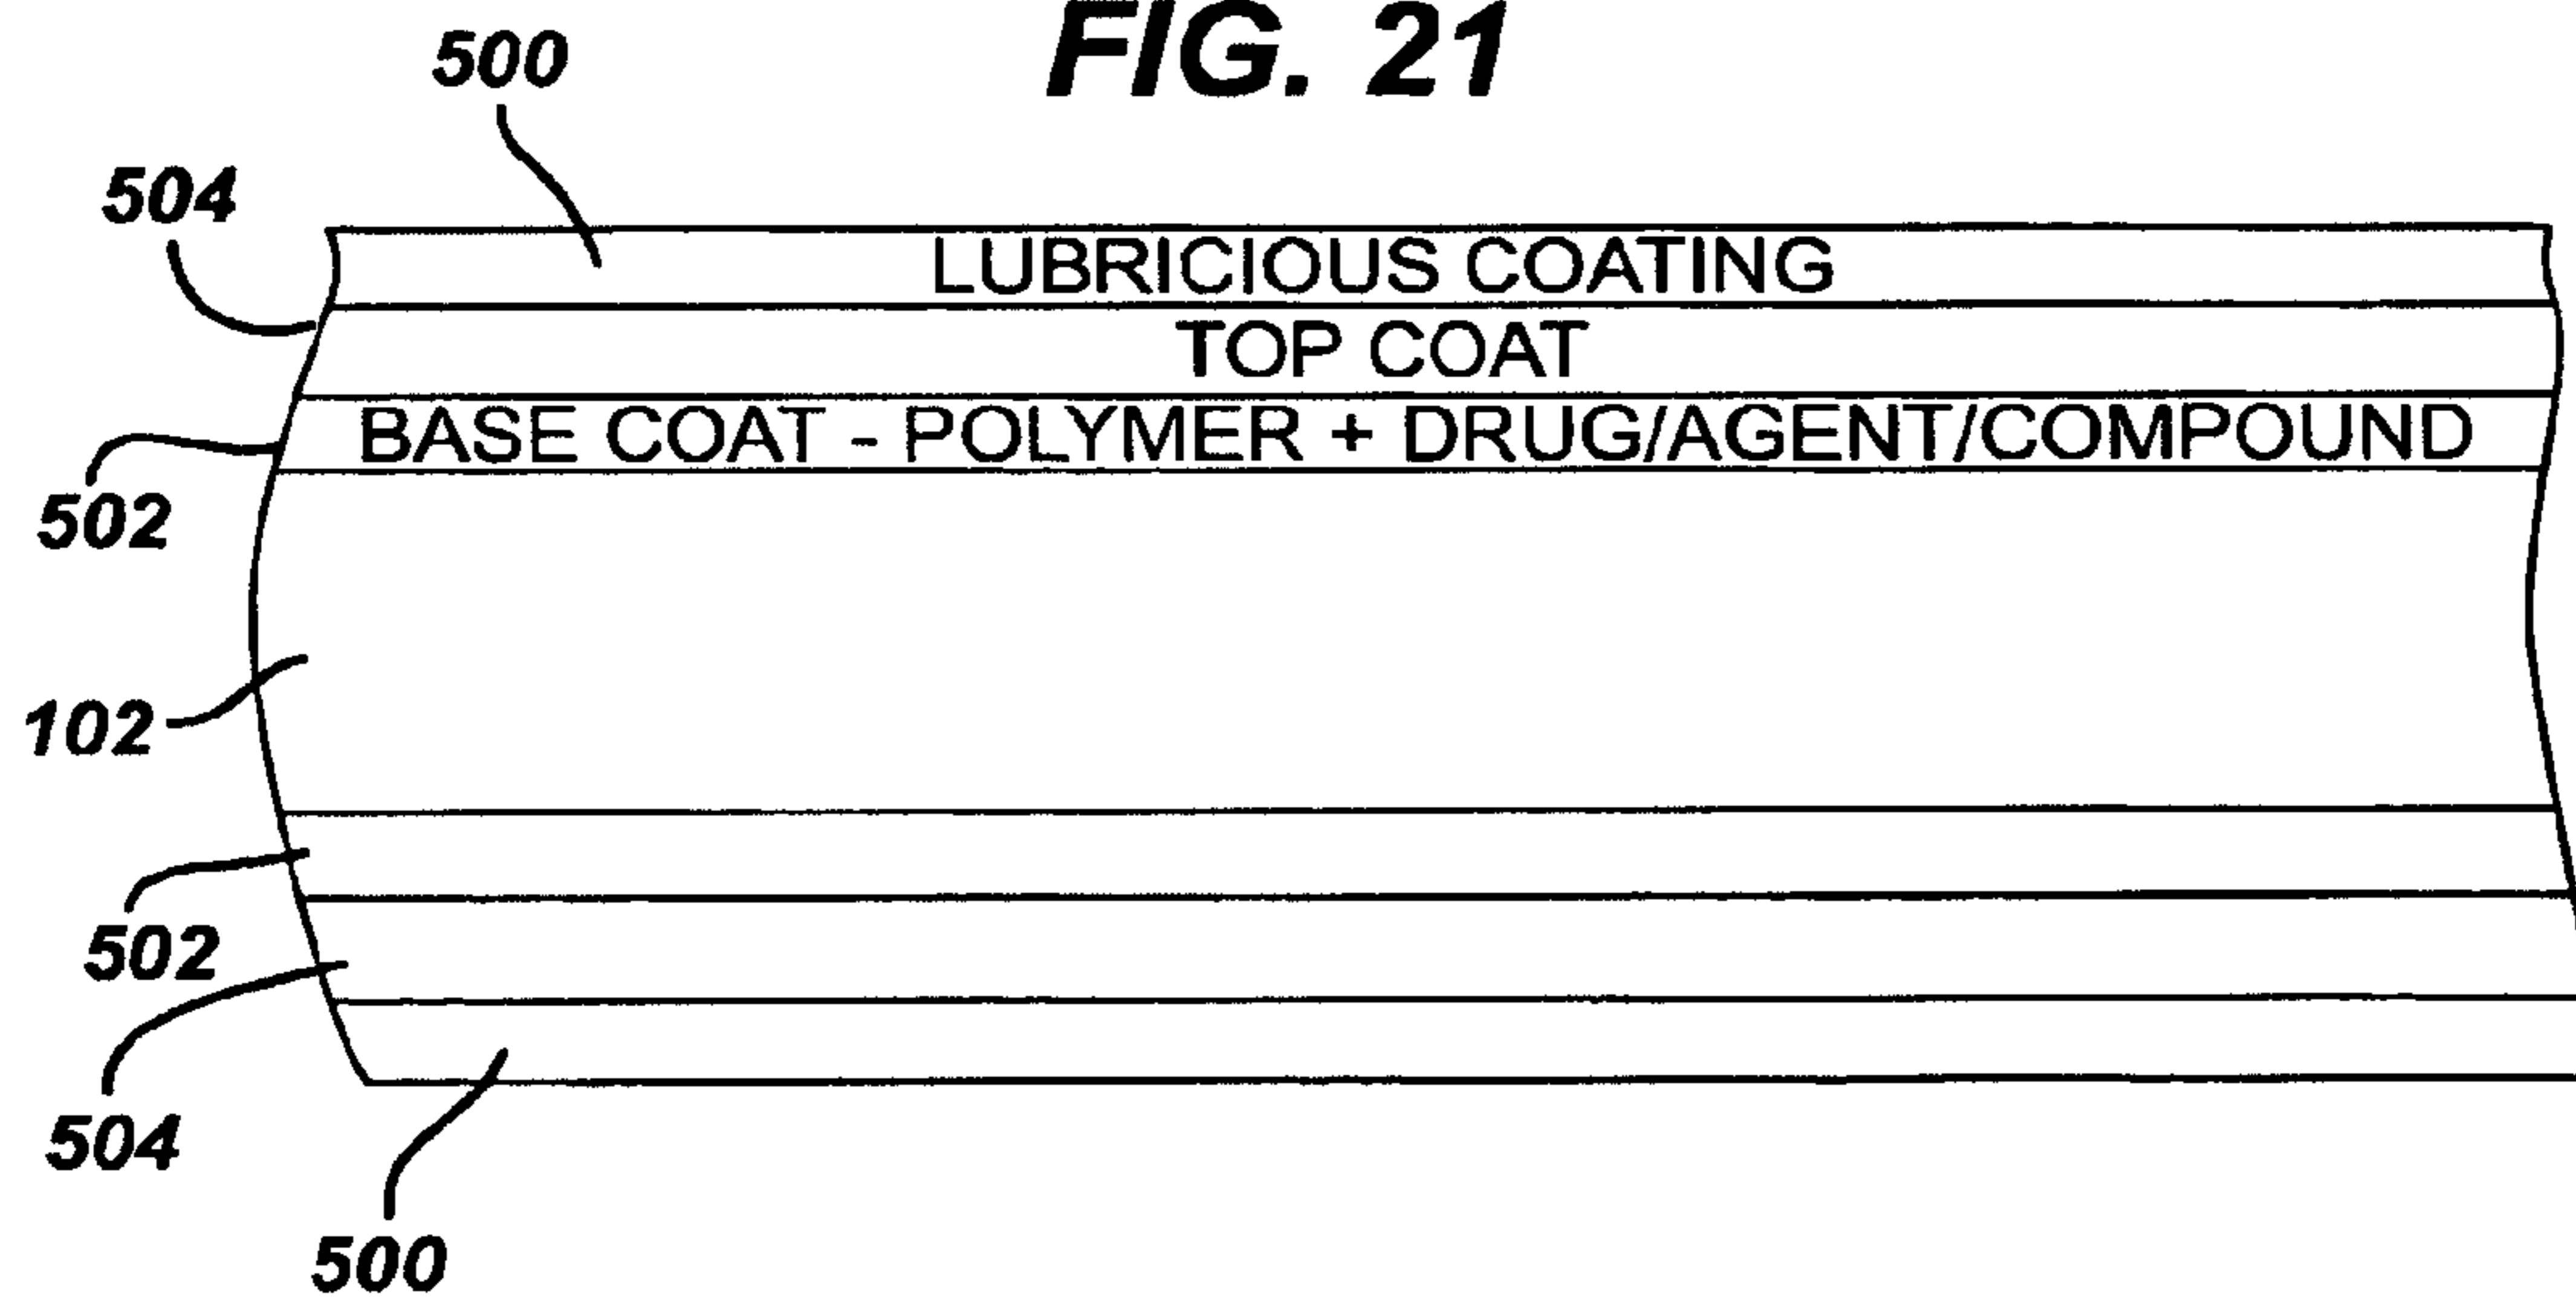 FIG. 21
500
504
LUBRICIOUS COATING
TOP COAT
BASE COAT - POLYMER + DRUG/AGENT/COMPOUND
502
102
502
504
500